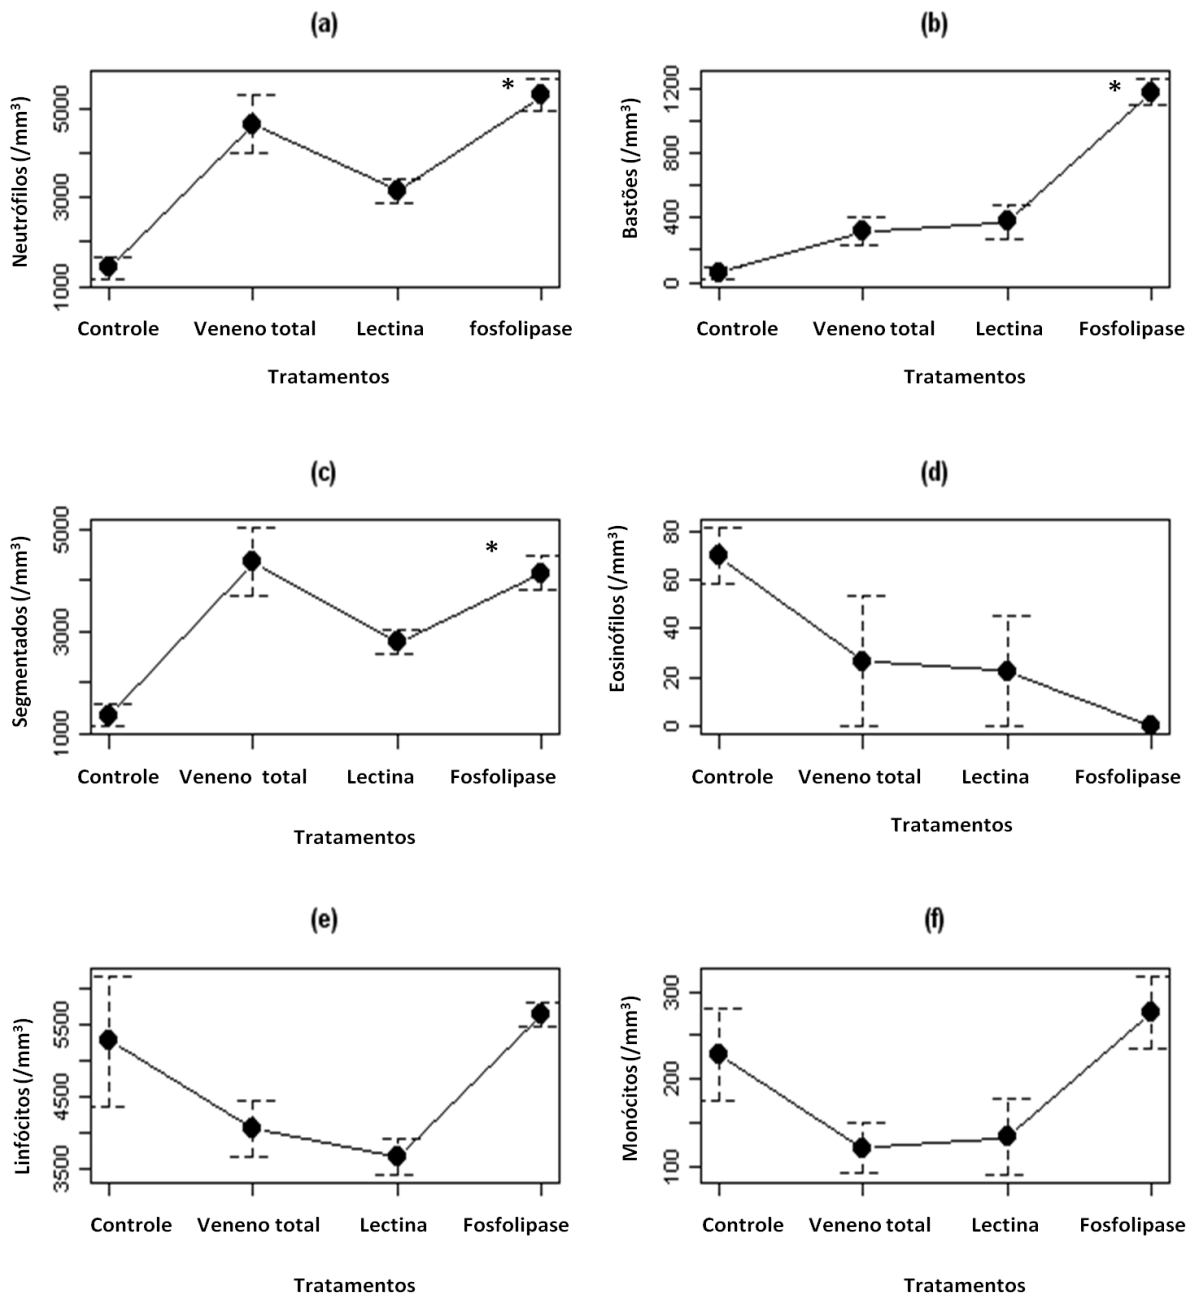 (a)
Neutrófilos (/mm³)
5000
3000
1000
*
Controle Veneno total Lectina fosfolipase
Tratamentos
(b)
Bastões (/mm³)
1200
800
400
0
*
Controle Veneno total Lectina Fosfolipase
Tratamentos
(c)
Segmentados (/mm³)
5000
3000
1000
*
Controle Veneno total Lectina Fosfolipase
Tratamentos
(d)
Eosinófilos (/mm³)
80
60
40
20
0
Controle Veneno total Lectina Fosfolipase
Tratamentos
(e)
Linfócitos (/mm³)
5500
4500
3500
Controle Veneno total Lectina Fosfolipase
Tratamentos
(f)
Monócitos (/mm³)
300
200
100
Controle Veneno total Lectina Fosfolipase
Tratamentos